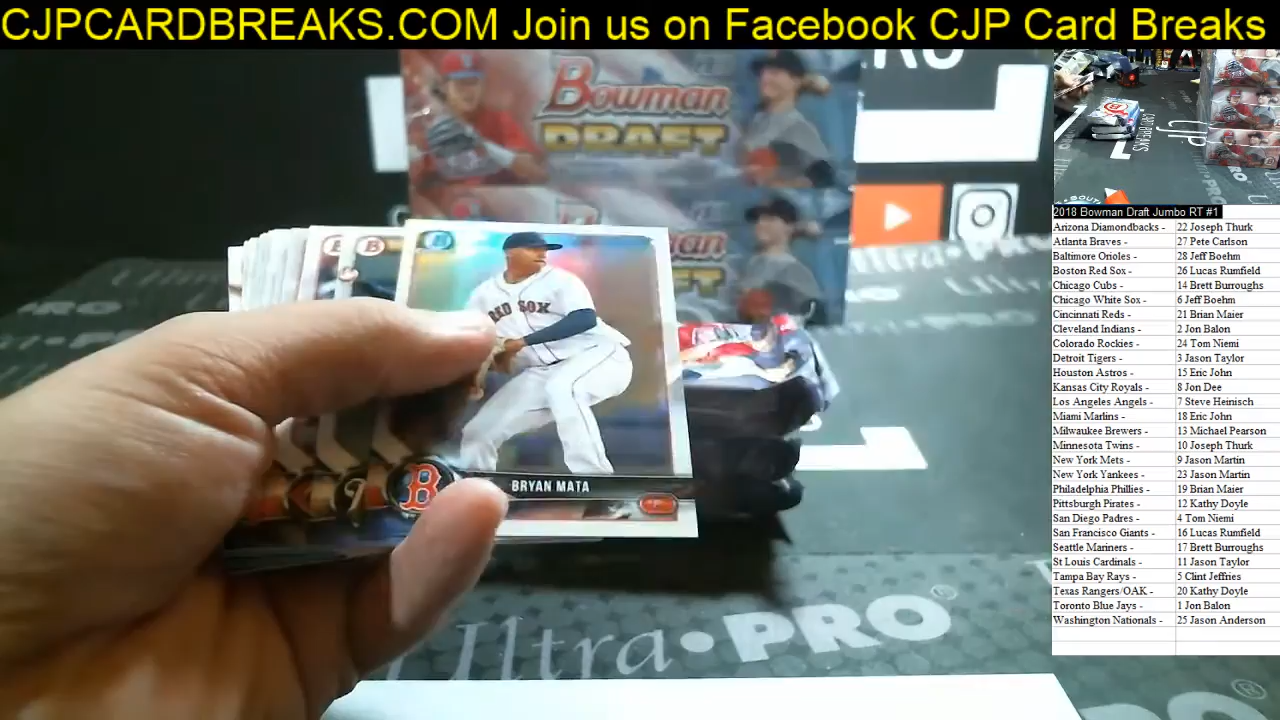 CJPCARDBREAKS.COM Join us on Facebook CJP Card Breaks
Bowman
DRAFT
RED SOX
B
BRYAN MATA
Ultra•PRO®
2018 Bowman Draft Jumbo RT #1
Arizona Diamondbacks - 22 Joseph Thurk
Atlanta Braves - 27 Pete Carlson
Baltimore Orioles - 28 Jeff Boehm
Boston Red Sox - 26 Lucas Rumfield
Chicago Cubs - 14 Brett Burroughs
Chicago White Sox - 6 Jeff Boehm
Cincinnati Reds - 21 Brian Maier
Cleveland Indians - 2 Jon Balon
Colorado Rockies - 24 Tom Niemi
Detroit Tigers - 3 Jason Taylor
Houston Astros - 15 Eric John
Kansas City Royals - 8 Jon Dee
Los Angeles Angels - 7 Steve Heinisch
Miami Marlins - 18 Eric John
Milwaukee Brewers - 13 Michael Pearson
Minnesota Twins - 10 Joseph Thurk
New York Mets - 9 Jason Martin
New York Yankees - 23 Jason Martin
Philadelphia Phillies - 19 Brian Maier
Pittsburgh Pirates - 12 Kathy Doyle
San Diego Padres - 4 Tom Niemi
San Francisco Giants - 16 Lucas Rumfield
Seattle Mariners - 17 Brett Burroughs
St Louis Cardinals - 11 Jason Taylor
Tampa Bay Rays - 5 Clint Jeffries
Texas Rangers/OAK - 20 Kathy Doyle
Toronto Blue Jays - 1 Jon Balon
Washington Nationals - 25 Jason Anderson